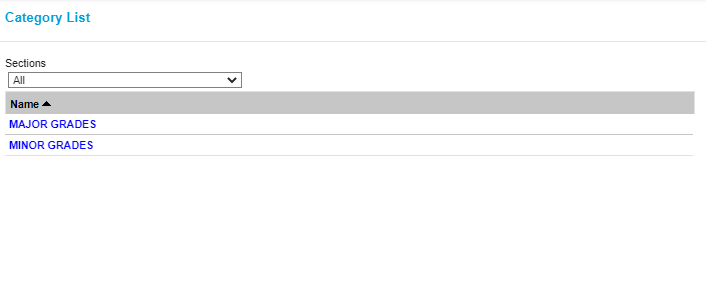 Category List
Sections
All
Name
MAJOR GRADES
MINOR GRADES